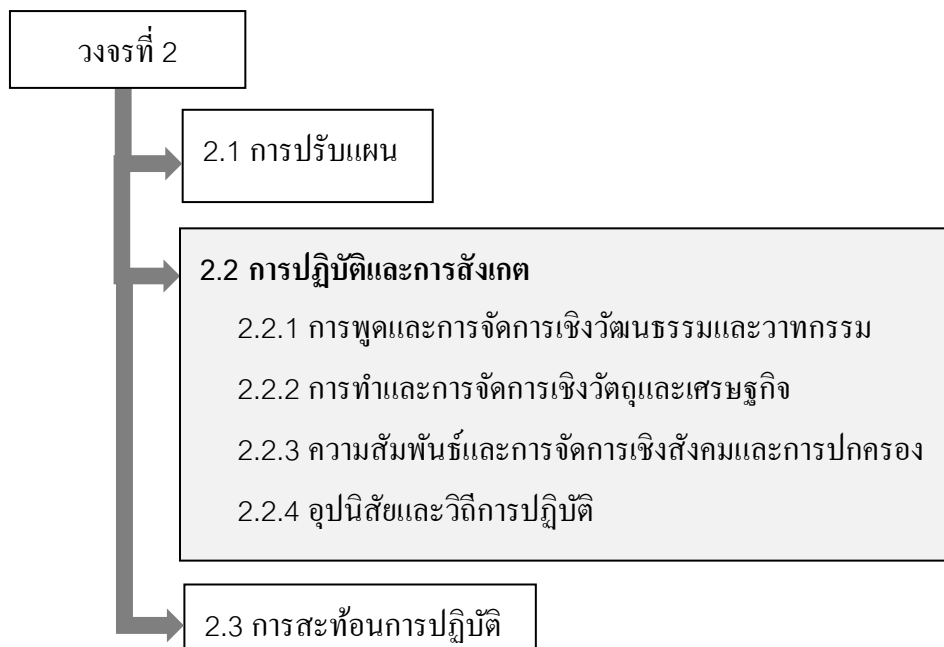 วงจรที่ 2
2.1 การปรับแผน
2.2 การปฏิบัติและการสังเกต
2.2.1 การพูดและการจัดการเชิงวัฒนธรรมและวาทกรรม
2.2.2 การทำและการจัดการเชิงวัตถุและเศรษฐกิจ
2.2.3 ความสัมพันธ์และการจัดการเชิงสังคมและการปกครอง
2.2.4 อุปนิสัยและวิถีการปฏิบัติ
2.3 การสะท้อนการปฏิบัติ